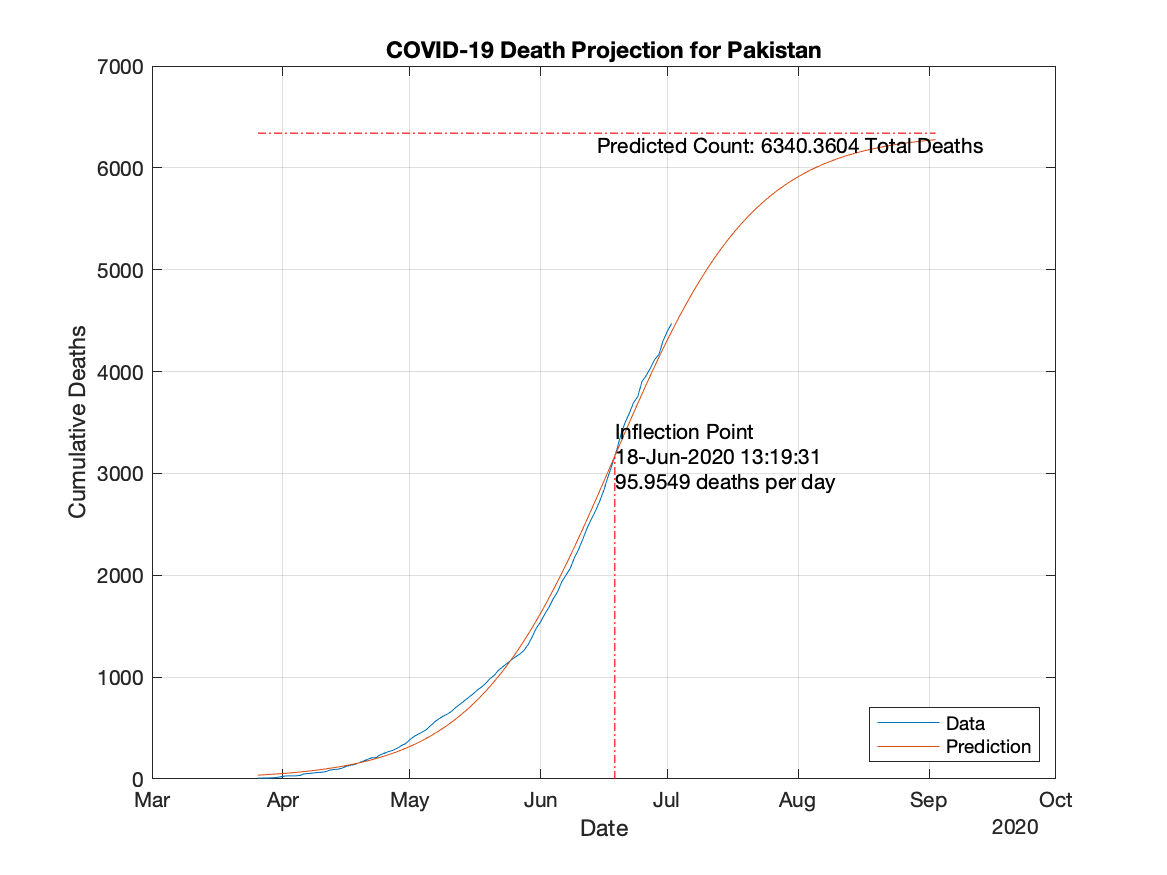 COVID-19 Death Projection for Pakistan
7000
6000
5000
4000
3000
2000
1000
0
Cumulative Deaths
Predicted Count: 6340.3604 Total Deaths
Inflection Point
18-Jun-2020 13:19:31
95.9549 deaths per day
Data
Prediction
Mar Apr May Jun Jul Aug Sep Oct
Date
2020